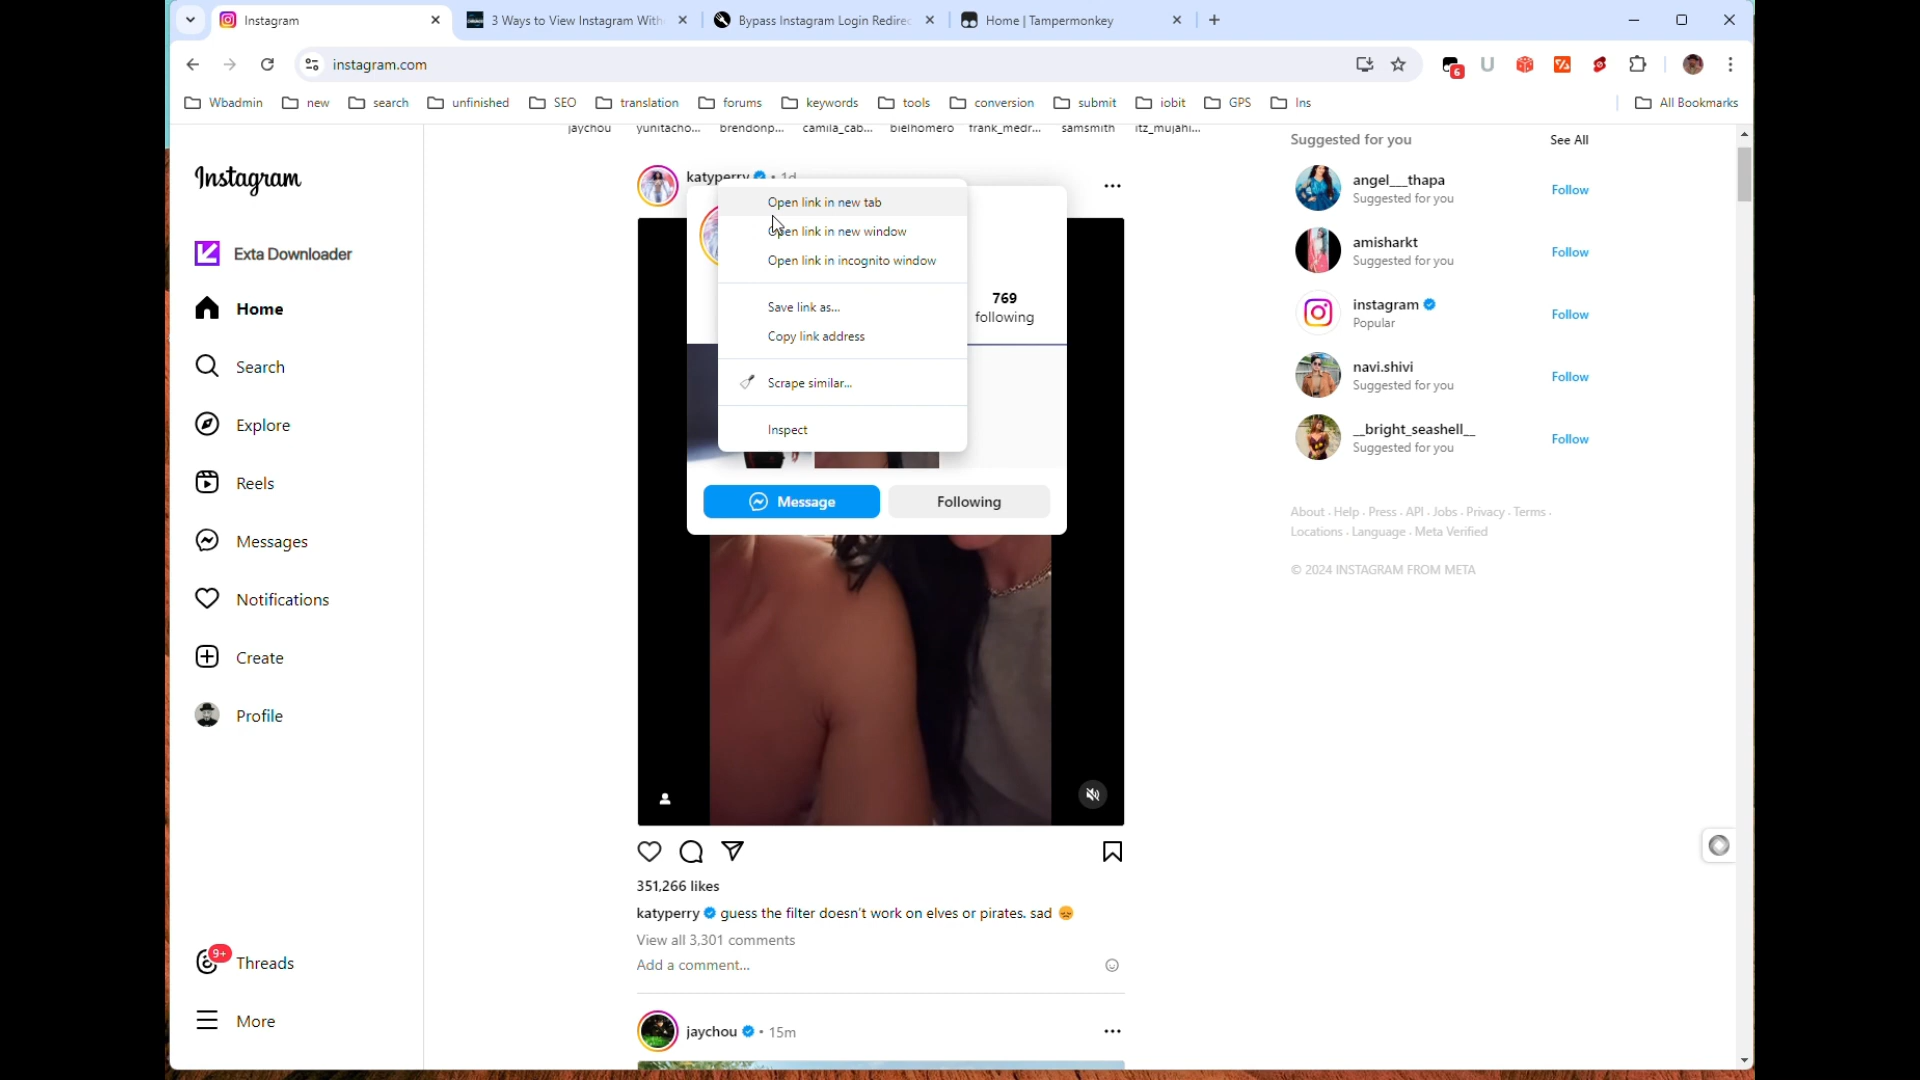 Instagram
3 Ways to View Instagram With
Bypass Instagram Login Redirec
Home | Tampermonkey
instagram.com
6
Wbadmin
new
search
unfinished
SEO
translation
forums
keywords
tools
conversion
submit
iobit
GPS
Ins
All Bookmarks
jaychou
yunitacho...
brendonp...
camila_cab...
bielhomero
frank_medr...
samsmith
itz_mujahi...
Suggested for you
See All
Instagram
Exta Downloader
Home
Search
Explore
Reels
Messages
Notifications
Create
Profile
9+
Threads
More
katyperry • 1d
Open link in new tab
Open link in new window
Open link in incognito window
Save link as...
Copy link address
Scrape similar...
Inspect
769
following
Message
Following
351,266 likes
katyperry guess the filter doesn't work on elves or pirates. sad 😞
View all 3,301 comments
Add a comment...
jaychou • 15m
angel___thapa
Suggested for you
Follow
amisharkt
Suggested for you
Follow
instagram
Popular
Follow
navi.shivi
Suggested for you
Follow
__bright_seashell__
Suggested for you
Follow
About · Help · Press · API · Jobs · Privacy · Terms ·
Locations · Language · Meta Verified
© 2024 INSTAGRAM FROM META